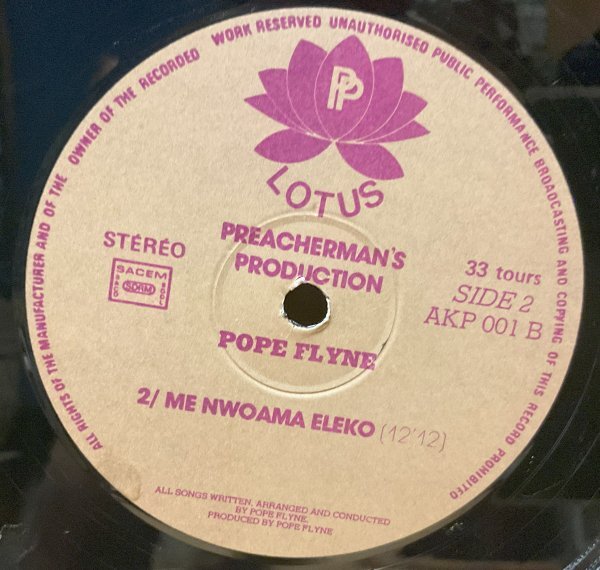 ALL RIGHTS OF THE MANUFACTURER AND OF THE OWNER OF THE RECORDED WORK RESERVED UNAUTHORISED PUBLIC PERFORMANCE BROADCASTING AND COPYING OF THIS RECORD PROHIBITED
PP
LOTUS
PREACHERMAN'S
PRODUCTION
STÉRÉO
SACEM
SDRM
33 tours
SIDE 2
AKP 001 B
POPE FLYNE
2/ ME NWOAMA ELEKO (12'12)
ALL SONGS WRITTEN, ARRANGED AND CONDUCTED
BY POPE FLYNE.
PRODUCED BY POPE FLYNE